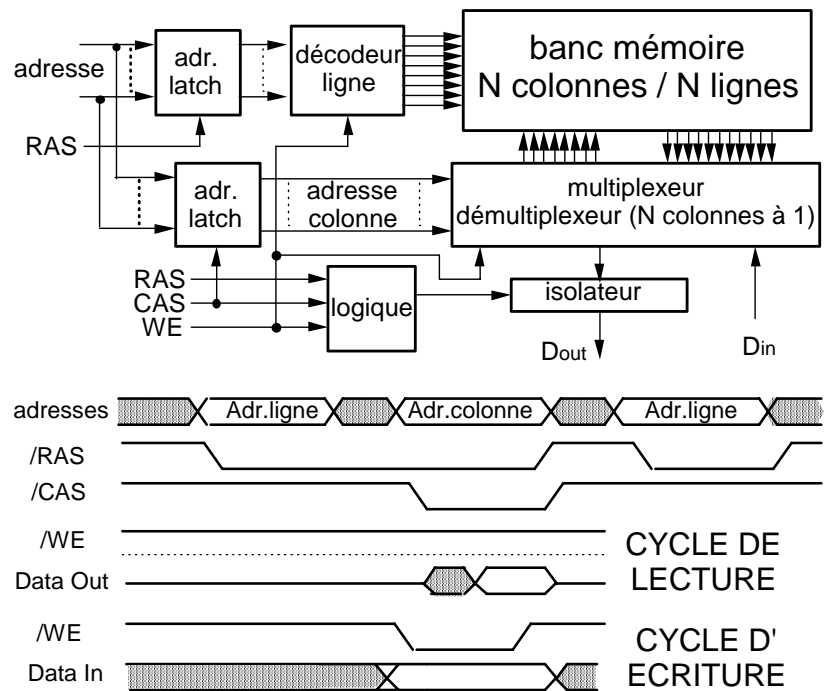 adresse
adr.
latch
décodeur
ligne
banc mémoire
N colonnes / N lignes
RAS
adr.
latch
adresse
colonne
multiplexeur
démultiplexeur (N colonnes à 1)
RAS
CAS
WE
logique
isolateur
Dout
Din
adresses
Adr.ligne
Adr.colonne
Adr.ligne
/RAS
/CAS
/WE
Data Out
CYCLE DE
LECTURE
/WE
Data In
CYCLE D'
ECRITURE